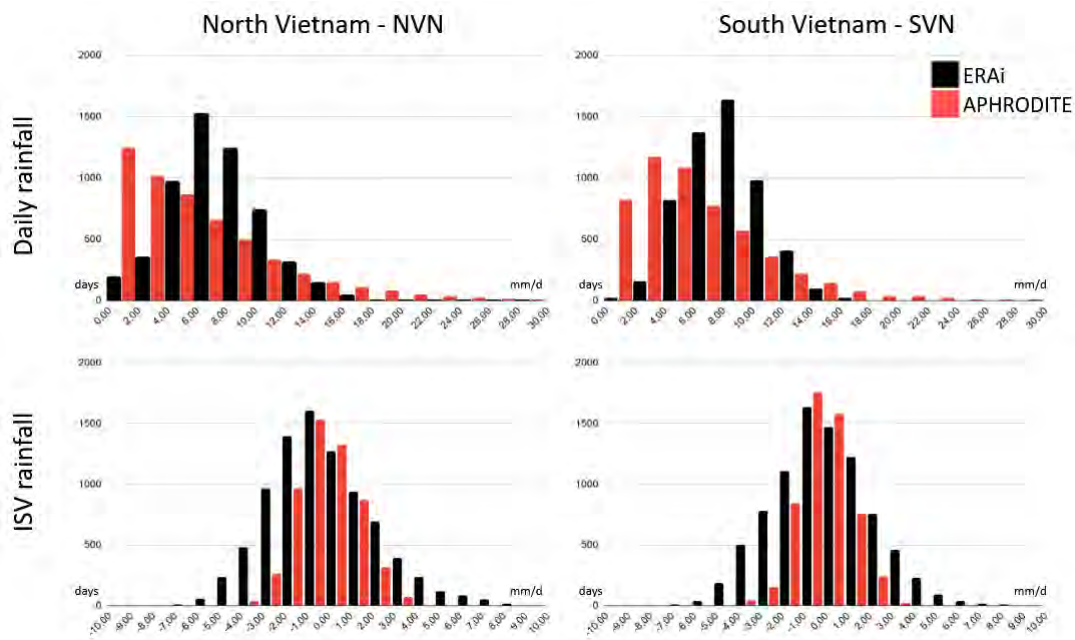 North Vietnam - NVN
South Vietnam - SVN
Daily rainfall
2000
1500
1000
500
days
0
mm/d
0,00 2,00 4,00 6,00 8,00 10,00 12,00 14,00 16,00 18,00 20,00 22,00 24,00 26,00 28,00 30,00
2000
1500
1000
500
days
0
mm/d
0,00 2,00 4,00 6,00 8,00 10,00 12,00 14,00 16,00 18,00 20,00 22,00 24,00 26,00 28,00 30,00
ERAi
APHRODITE
ISV rainfall
2000
1500
1000
500
days
0
mm/d
-10,00 -9,00 -8,00 -7,00 -6,00 -5,00 -4,00 -3,00 -2,00 -1,00 0,00 1,00 2,00 3,00 4,00 5,00 6,00 7,00 8,00 9,00 10,00
2000
1500
1000
500
days
0
mm/d
-10,00 -9,00 -8,00 -7,00 -6,00 -5,00 -4,00 -3,00 -2,00 -1,00 0,00 1,00 2,00 3,00 4,00 5,00 6,00 7,00 8,00 9,00 10,00